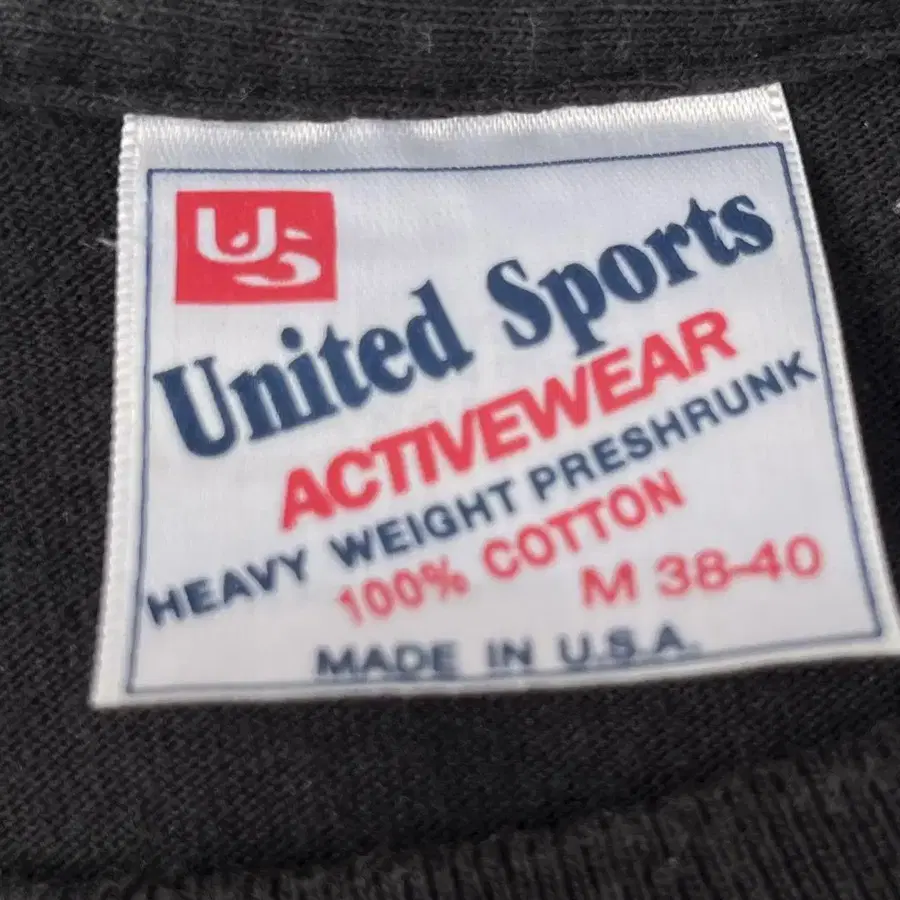 US
United Sports
ACTIVEWEAR
HEAVY WEIGHT PRESHRUNK
100% COTTON
M 38-40
MADE IN U.S.A.